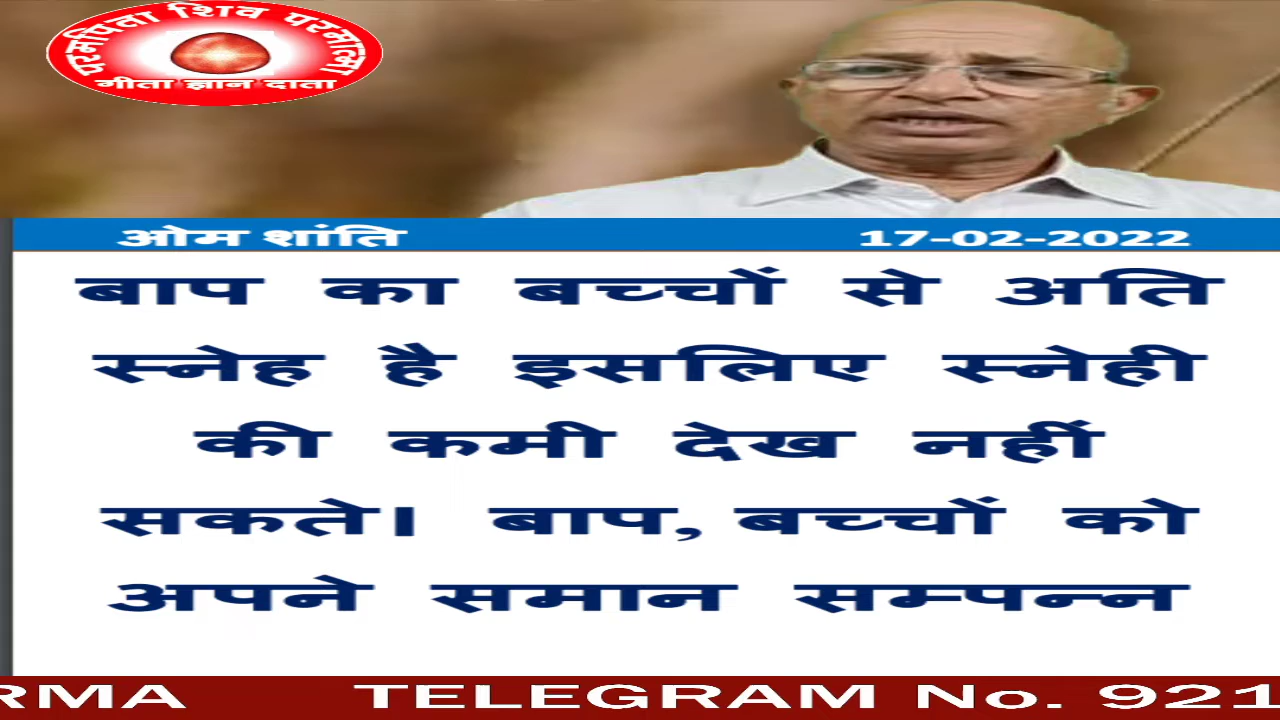 परमपिता शिव परमात्मा
गीता ज्ञान दाता
ओम शांति 17-02-2022
बाप का बच्चों से अति
स्नेह है इसलिए स्नेही
की कमी देख नहीं
सकते। बाप, बच्चों को
अपने समान सम्पन्न
RMA TELEGRAM No. 921